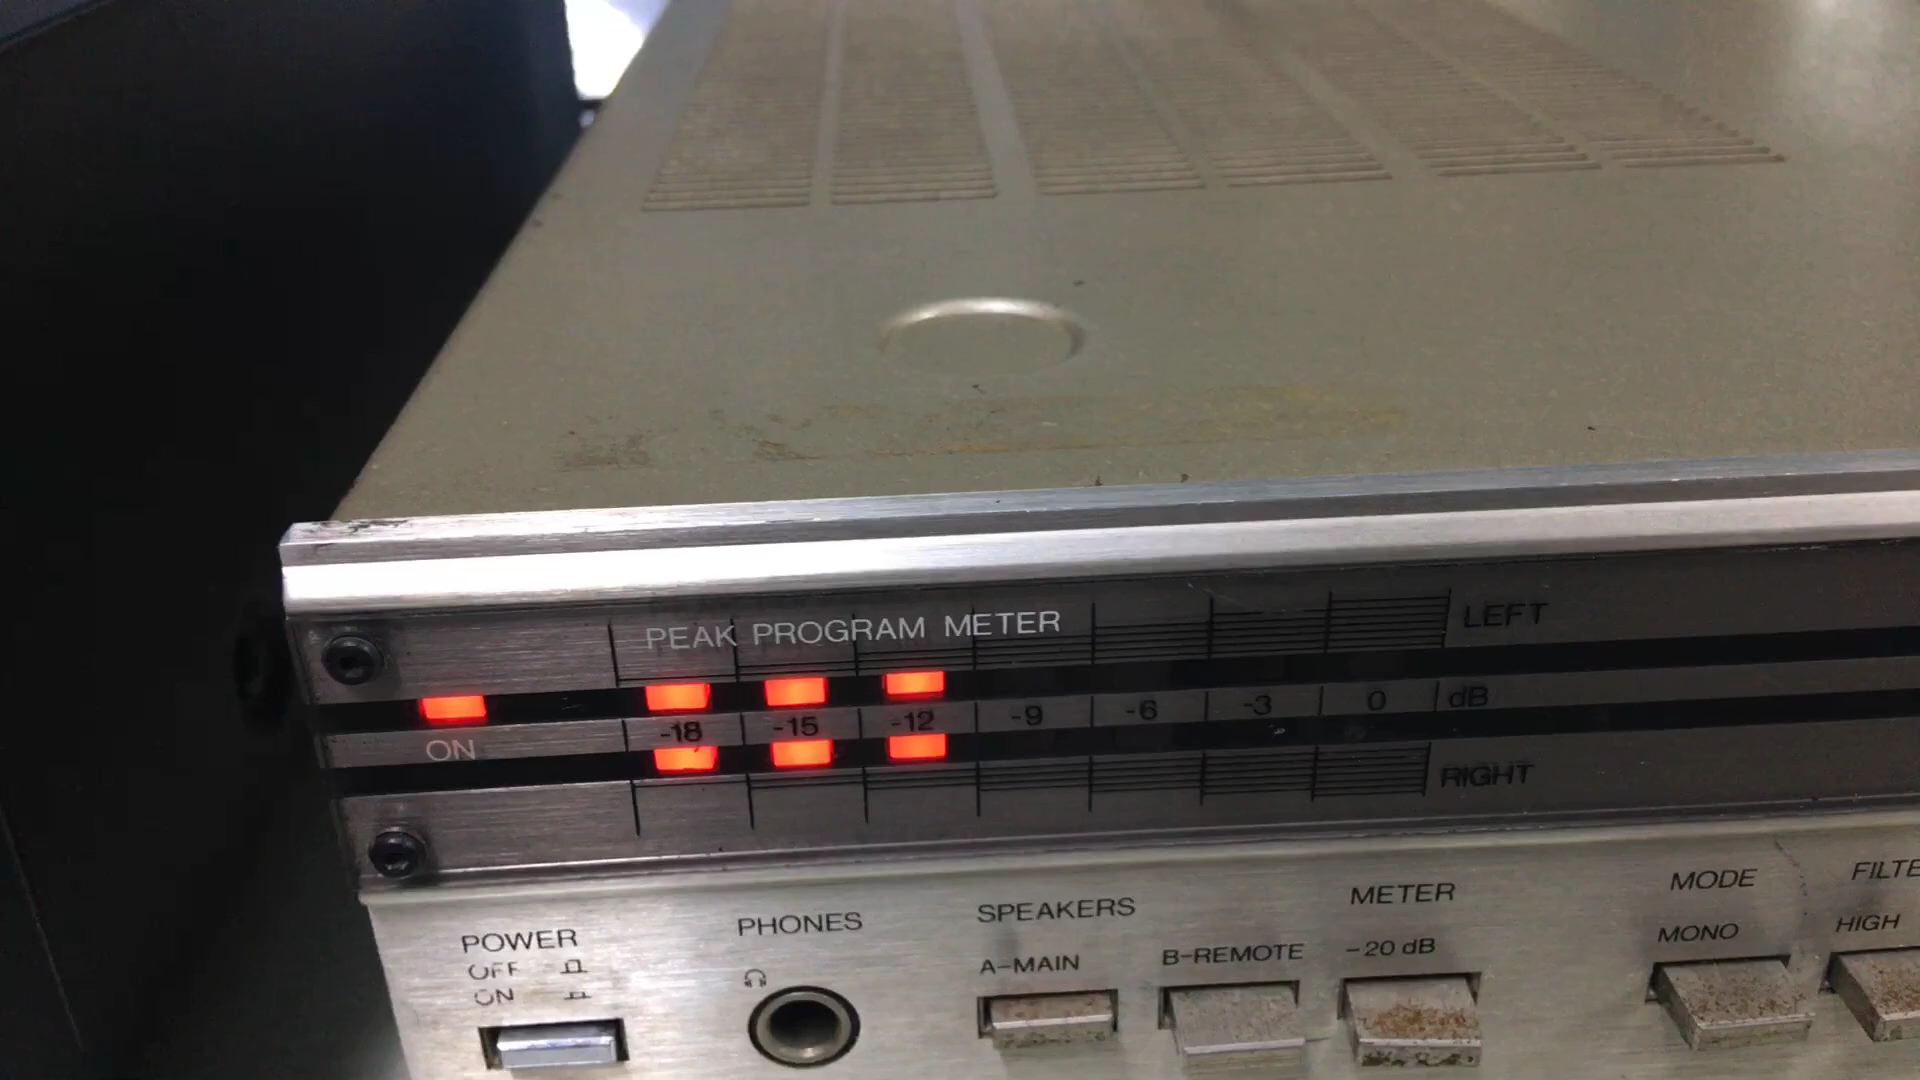 PEAK PROGRAM METER
LEFT
-18 -15 -12 -9 -6 -3 0 dB
ON
RIGHT
POWER
OFF
ON
PHONES
SPEAKERS
A-MAIN B-REMOTE
METER
-20 dB
MODE
MONO
FILTE
HIGH